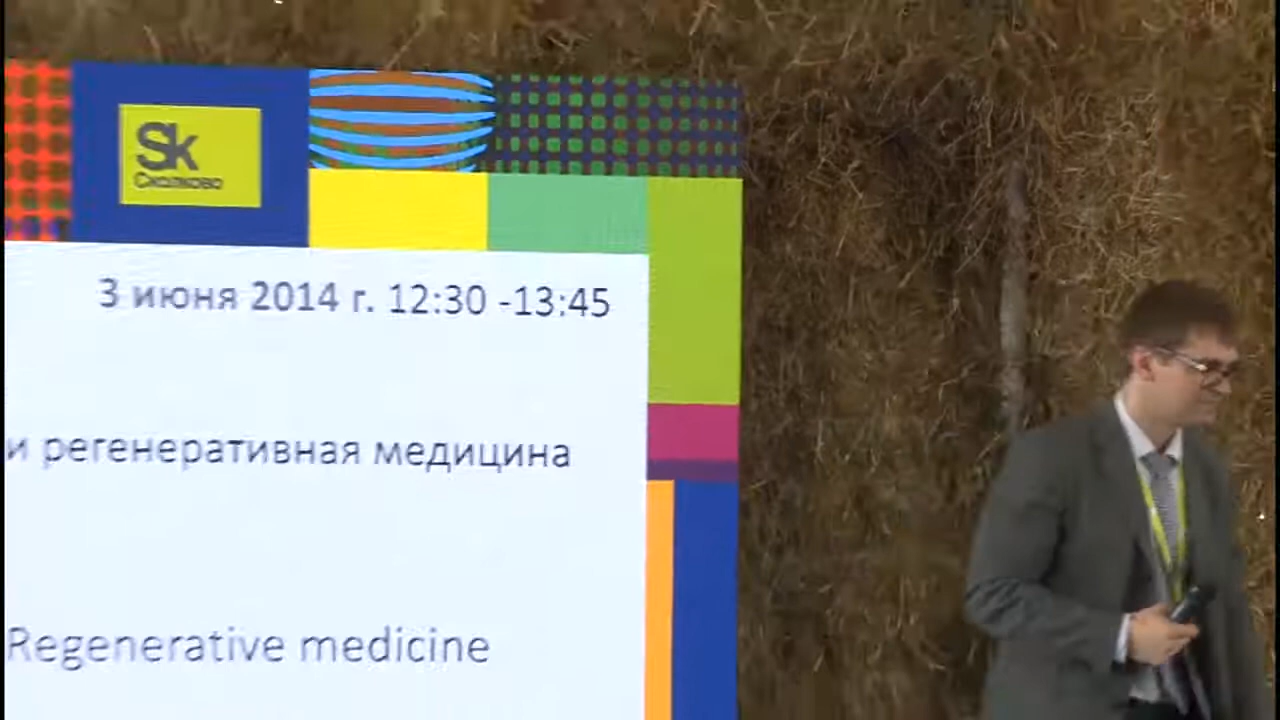 Sk
Сколково
3 июня 2014 г. 12:30 -13:45
и регенеративная медицина
Regenerative medicine